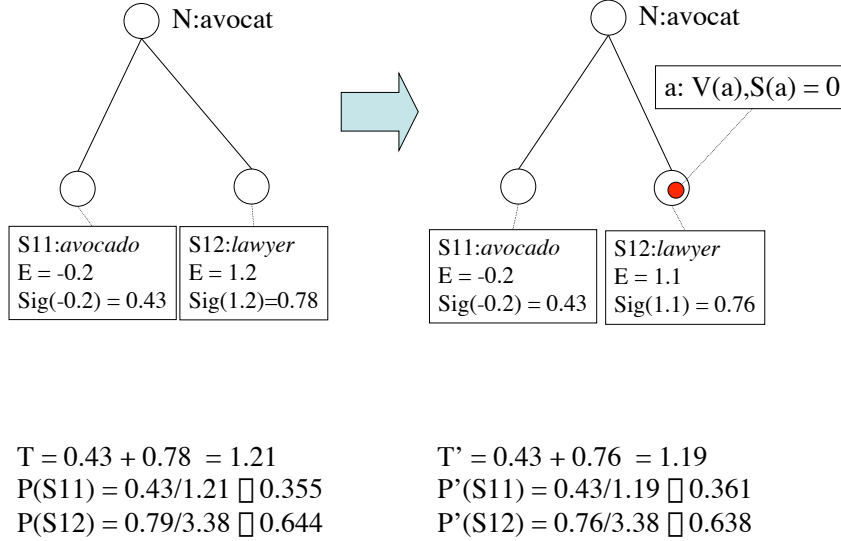 N:avocat
S11:avocado
E = -0.2
Sig(-0.2) = 0.43
S12:lawyer
E = 1.2
Sig(1.2)=0.78
T = 0.43 + 0.78 = 1.21
P(S11) = 0.43/1.21 ▯ 0.355
P(S12) = 0.79/3.38 ▯ 0.644
N:avocat
a: V(a),S(a) = 0
S11:avocado
E = -0.2
Sig(-0.2) = 0.43
S12:lawyer
E = 1.1
Sig(1.1) = 0.76
T’ = 0.43 + 0.76 = 1.19
P’(S11) = 0.43/1.19 ▯ 0.361
P’(S12) = 0.76/3.38 ▯ 0.638